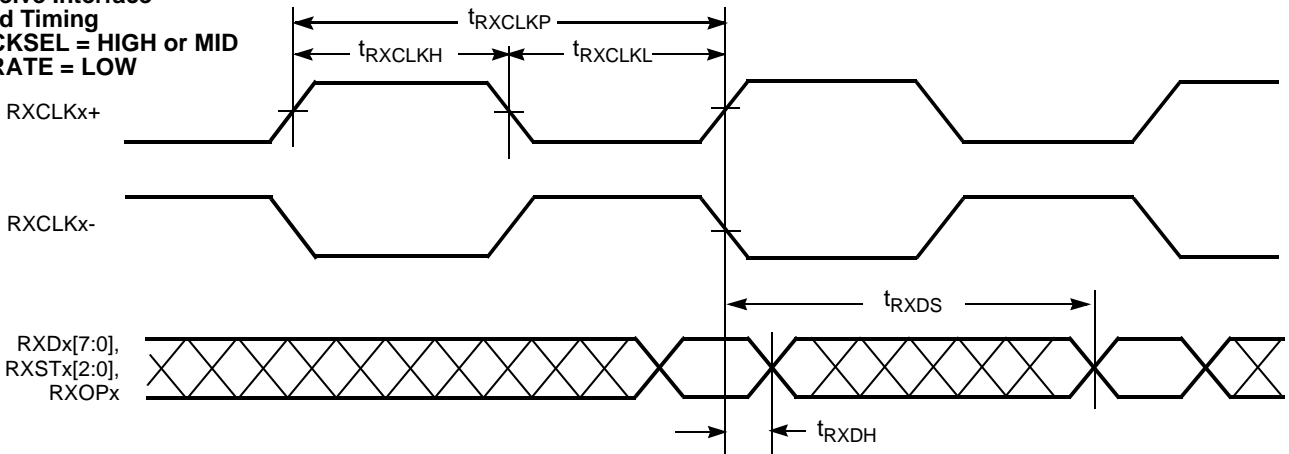 d Timing
CKSEL = HIGH or MID
RATE = LOW
tRXCLKP
tRXCLKH
tRXCLKL
RXCLKx+
RXCLKx-
tRXDS
RXDx[7:0],
RXSTx[2:0],
RXOPx
tRXDH